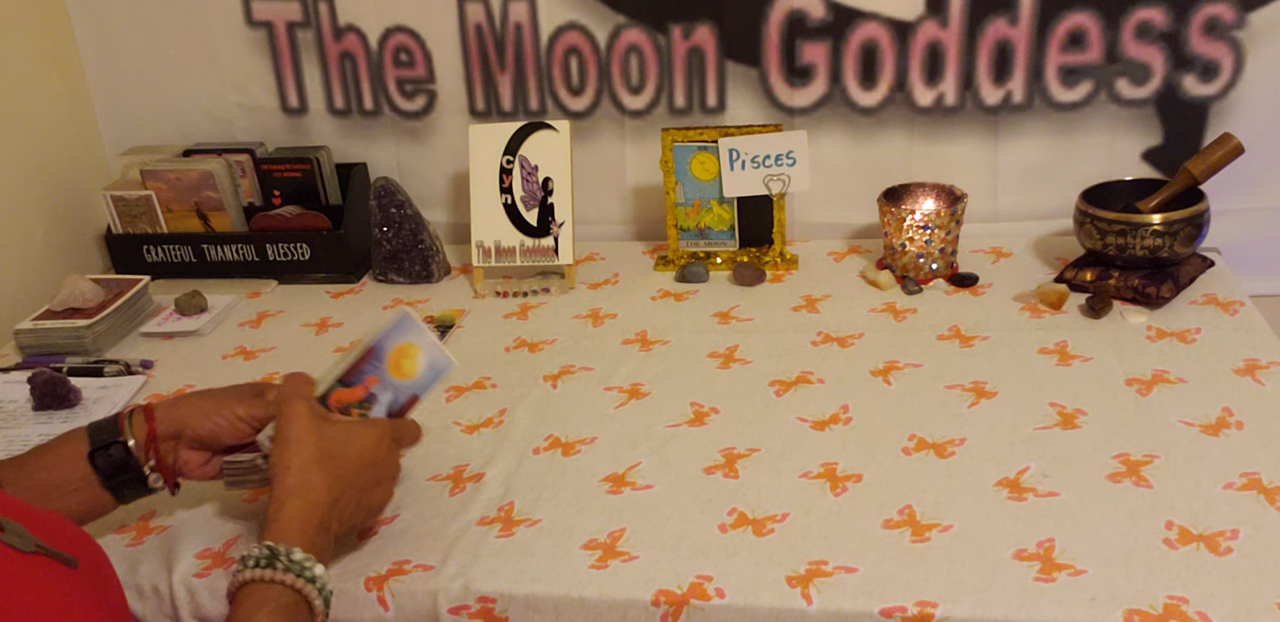 The Moon Goddess
Cyn
The Moon Goddess
Pisces
THE MOON
GRATEFUL THANKFUL BLESSED